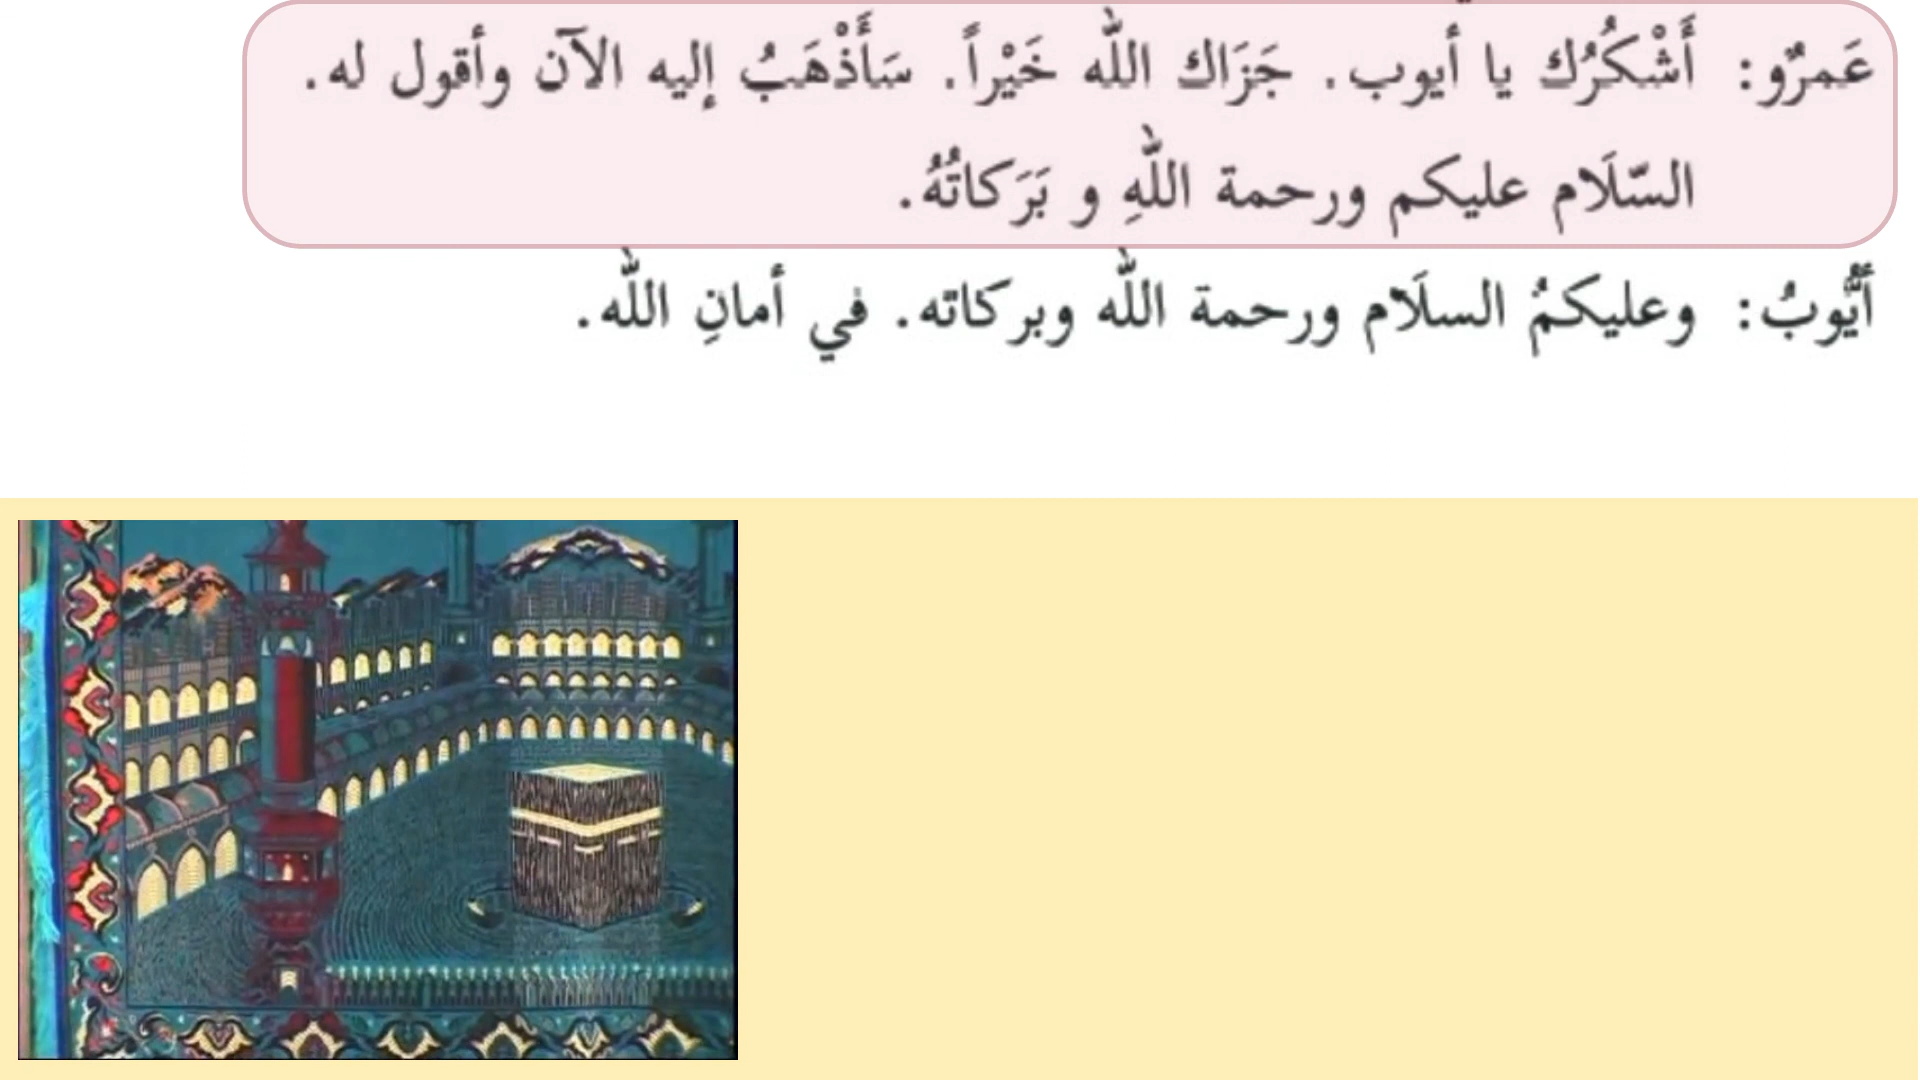 عَمرٌو: أَشْكُرُك يا أيوب. جَزَاك اللّٰه خَيْراً. سَأَذْهَبُ إليه الآن وأقول له.
السّلَام عليكم ورحمة اللّٰهِ و بَرَكاتُهُ.
أَيُّوبُ: وعليكمُ السلَام ورحمة اللّٰه وبركاته. في أمانِ اللّٰه.